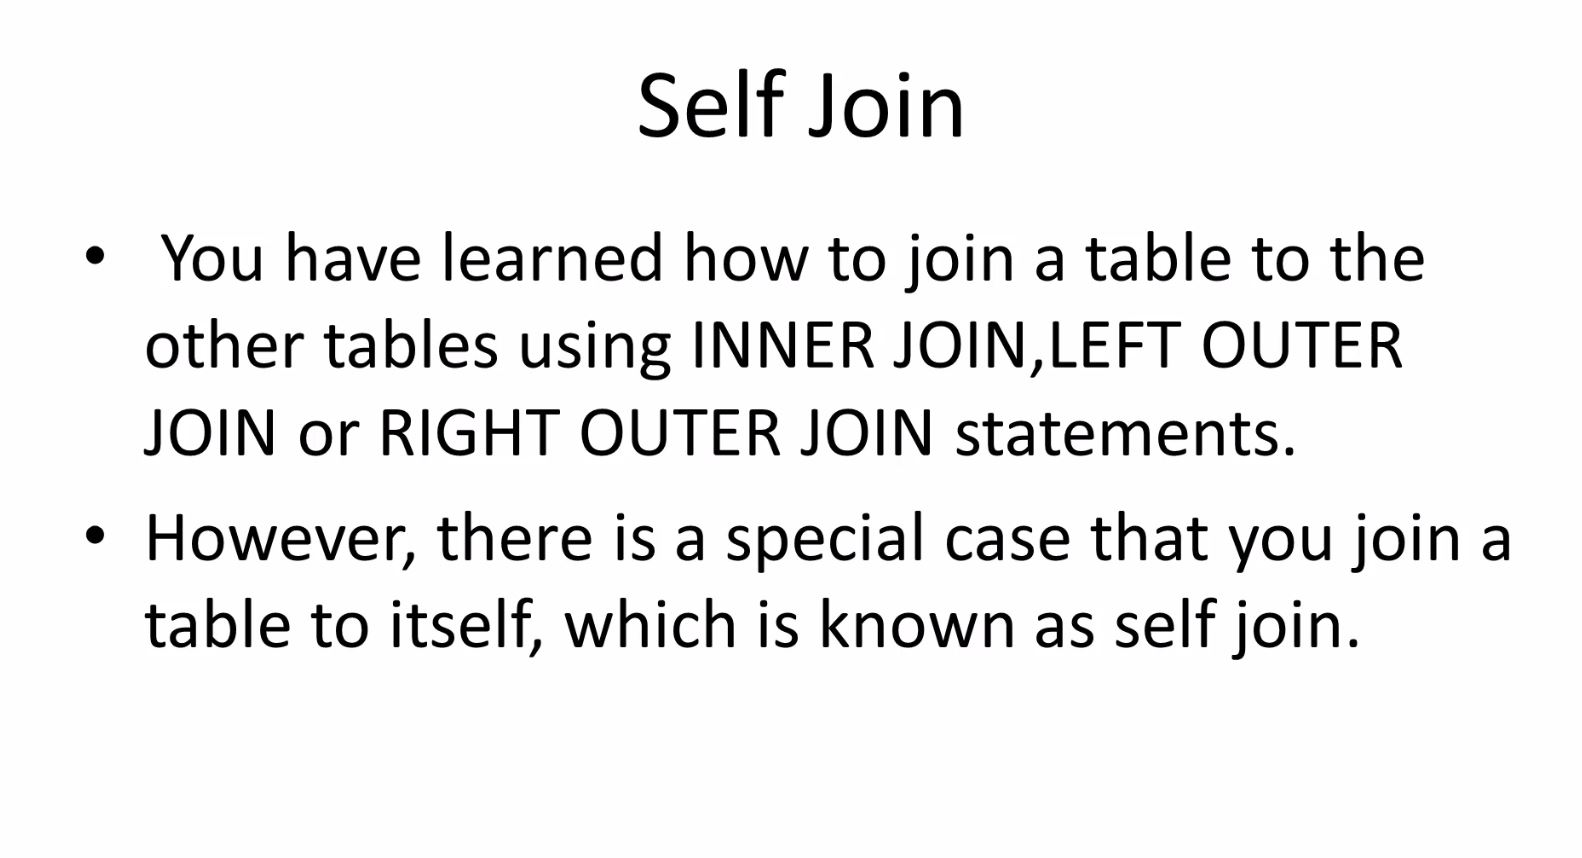 Self Join
• You have learned how to join a table to the
other tables using INNER JOIN,LEFT OUTER
JOIN or RIGHT OUTER JOIN statements.
• However, there is a special case that you join a
table to itself, which is known as self join.